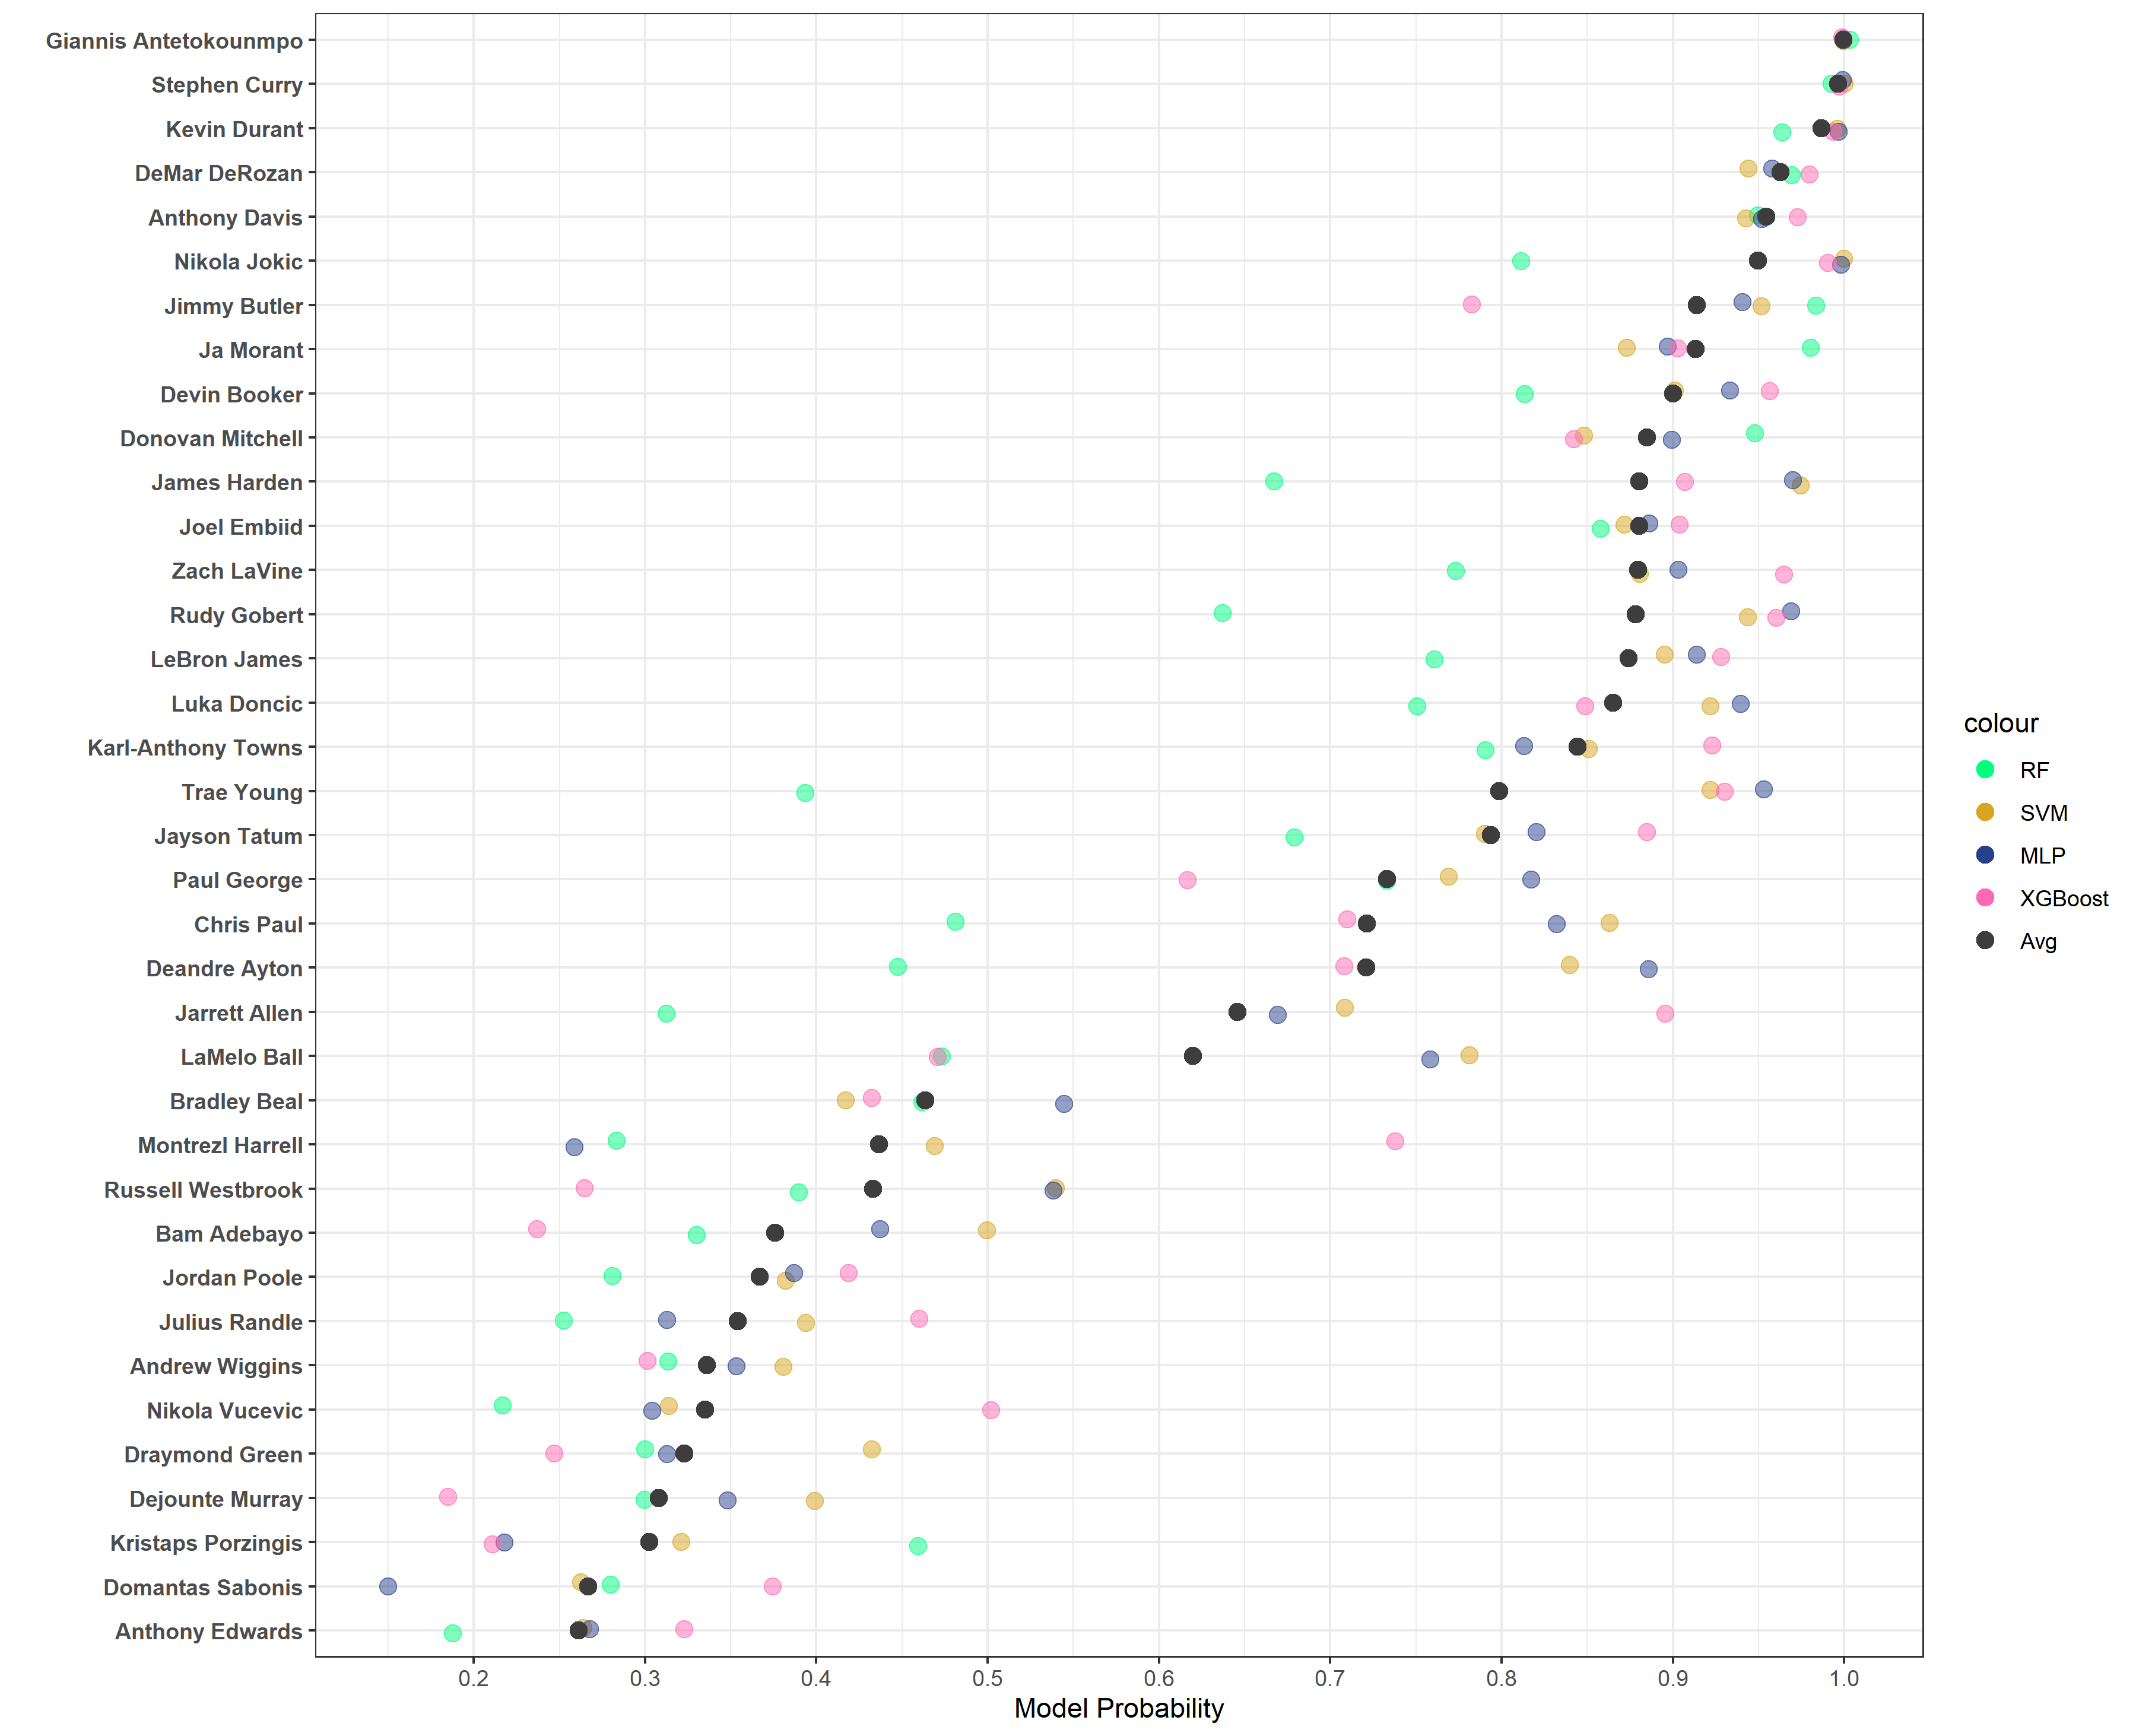 Giannis Antetokounmpo
Stephen Curry
Kevin Durant
DeMar DeRozan
Anthony Davis
Nikola Jokic
Jimmy Butler
Ja Morant
Devin Booker
Donovan Mitchell
James Harden
Joel Embiid
Zach LaVine
Rudy Gobert
LeBron James
Luka Doncic
Karl-Anthony Towns
Trae Young
Jayson Tatum
Paul George
Chris Paul
Deandre Ayton
Jarrett Allen
LaMelo Ball
Bradley Beal
Montrezl Harrell
Russell Westbrook
Bam Adebayo
Jordan Poole
Julius Randle
Andrew Wiggins
Nikola Vucevic
Draymond Green
Dejounte Murray
Kristaps Porzingis
Domantas Sabonis
Anthony Edwards
0.2 0.3 0.4 0.5 0.6 0.7 0.8 0.9 1.0
Model Probability
colour
RF
SVM
MLP
XGBoost
Avg